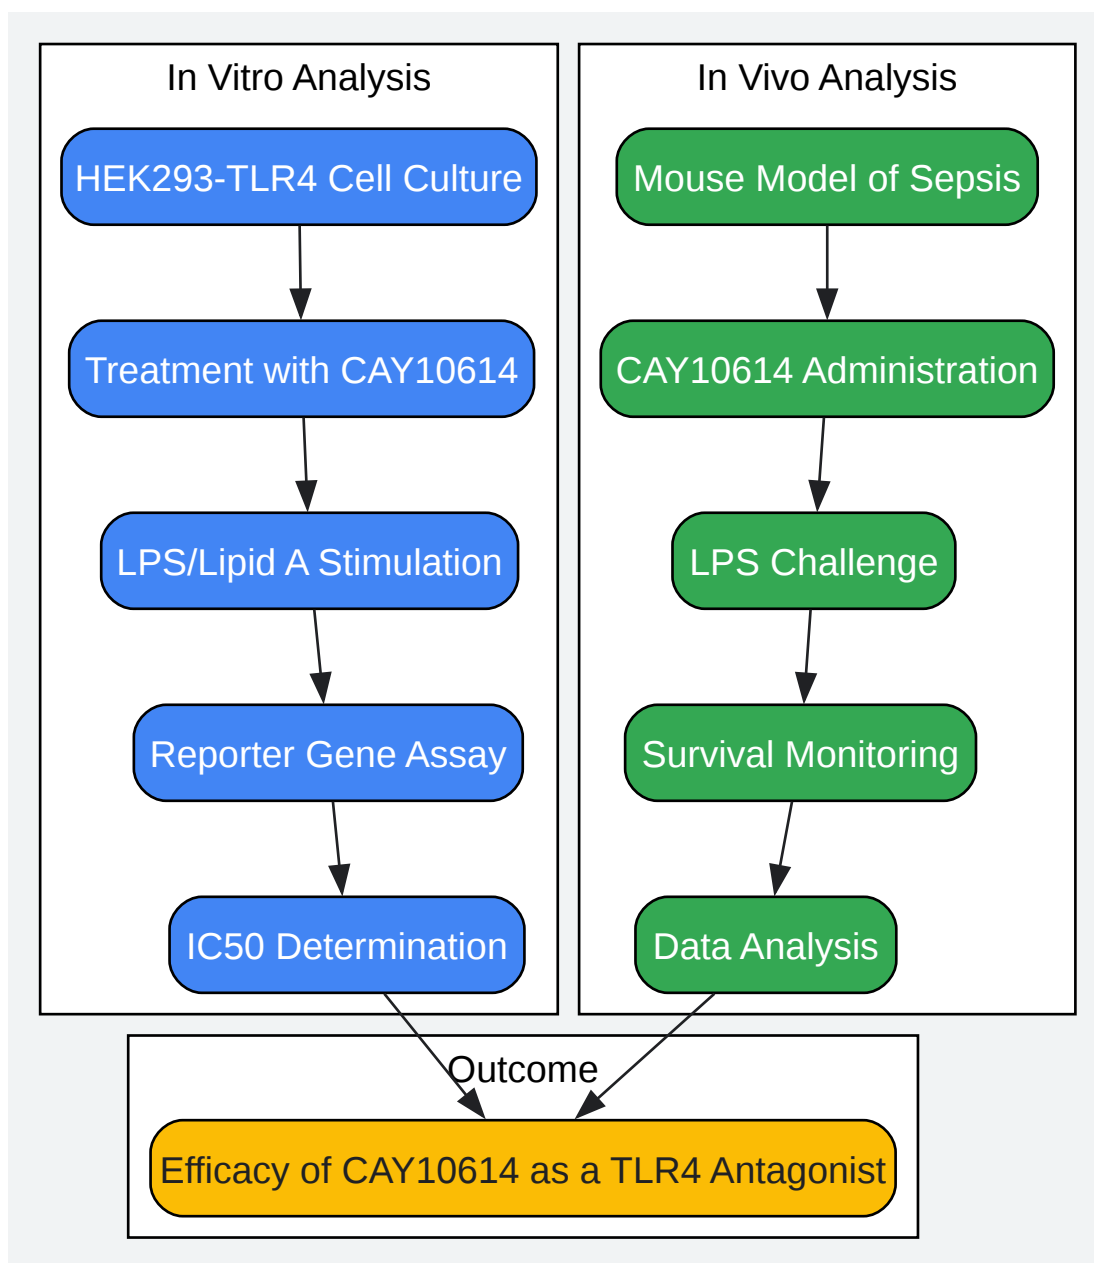 In Vitro Analysis
HEK293-TLR4 Cell Culture
Treatment with CAY10614
LPS/Lipid A Stimulation
Reporter Gene Assay
IC50 Determination
In Vivo Analysis
Mouse Model of Sepsis
CAY10614 Administration
LPS Challenge
Survival Monitoring
Data Analysis
Outcome
Efficacy of CAY10614 as a TLR4 Antagonist